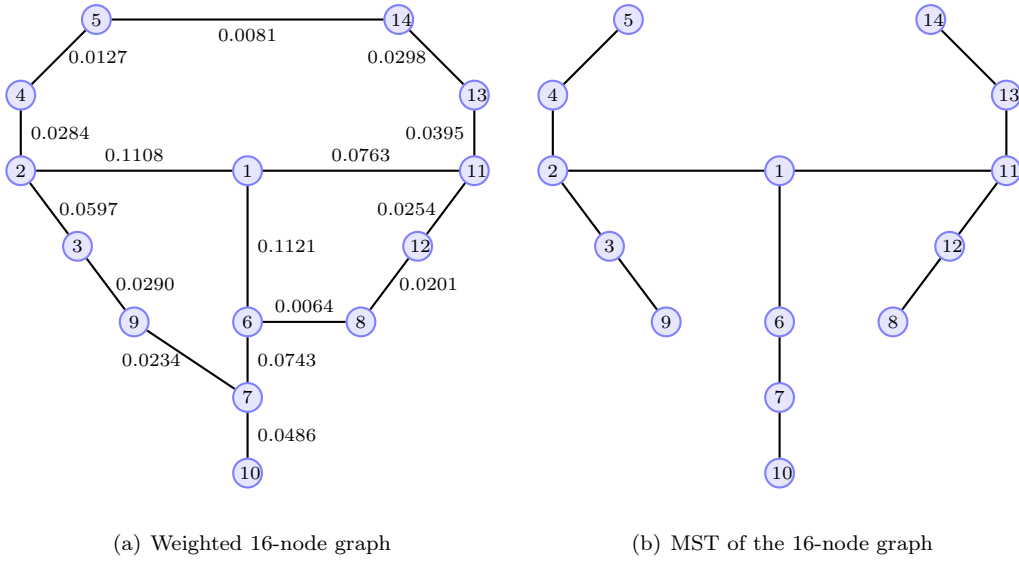 5 14 5 14
0.0081
0.0127 0.0298
4 13 4 13
0.0284 0.0395
0.1108 0.0763
2 1 11 2 1 11
0.0597 0.0254
3 0.1121 12 3 12
0.0290 0.0201
0.0064
9 6 8 9 6 8
0.0234 0.0743
7 7
0.0486
10 10
(a) Weighted 16-node graph (b) MST of the 16-node graph